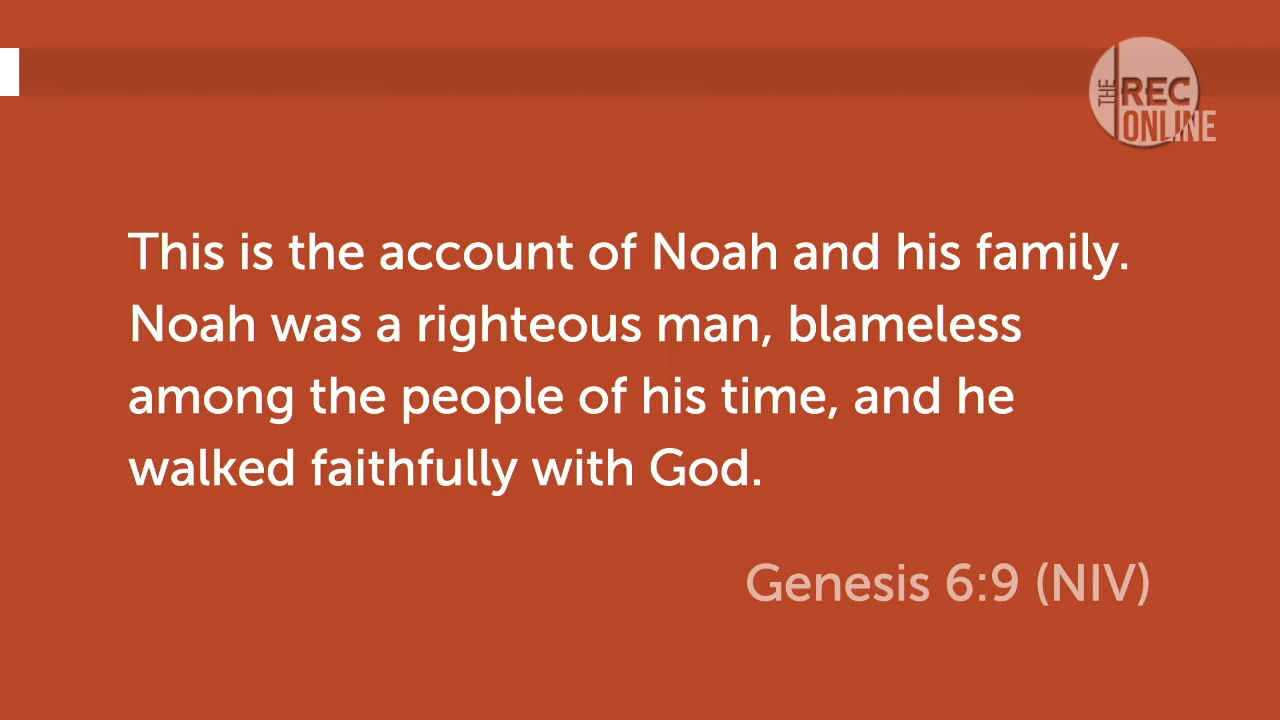 THE REC
ONLINE
This is the account of Noah and his family.
Noah was a righteous man, blameless
among the people of his time, and he
walked faithfully with God.
Genesis 6:9 (NIV)